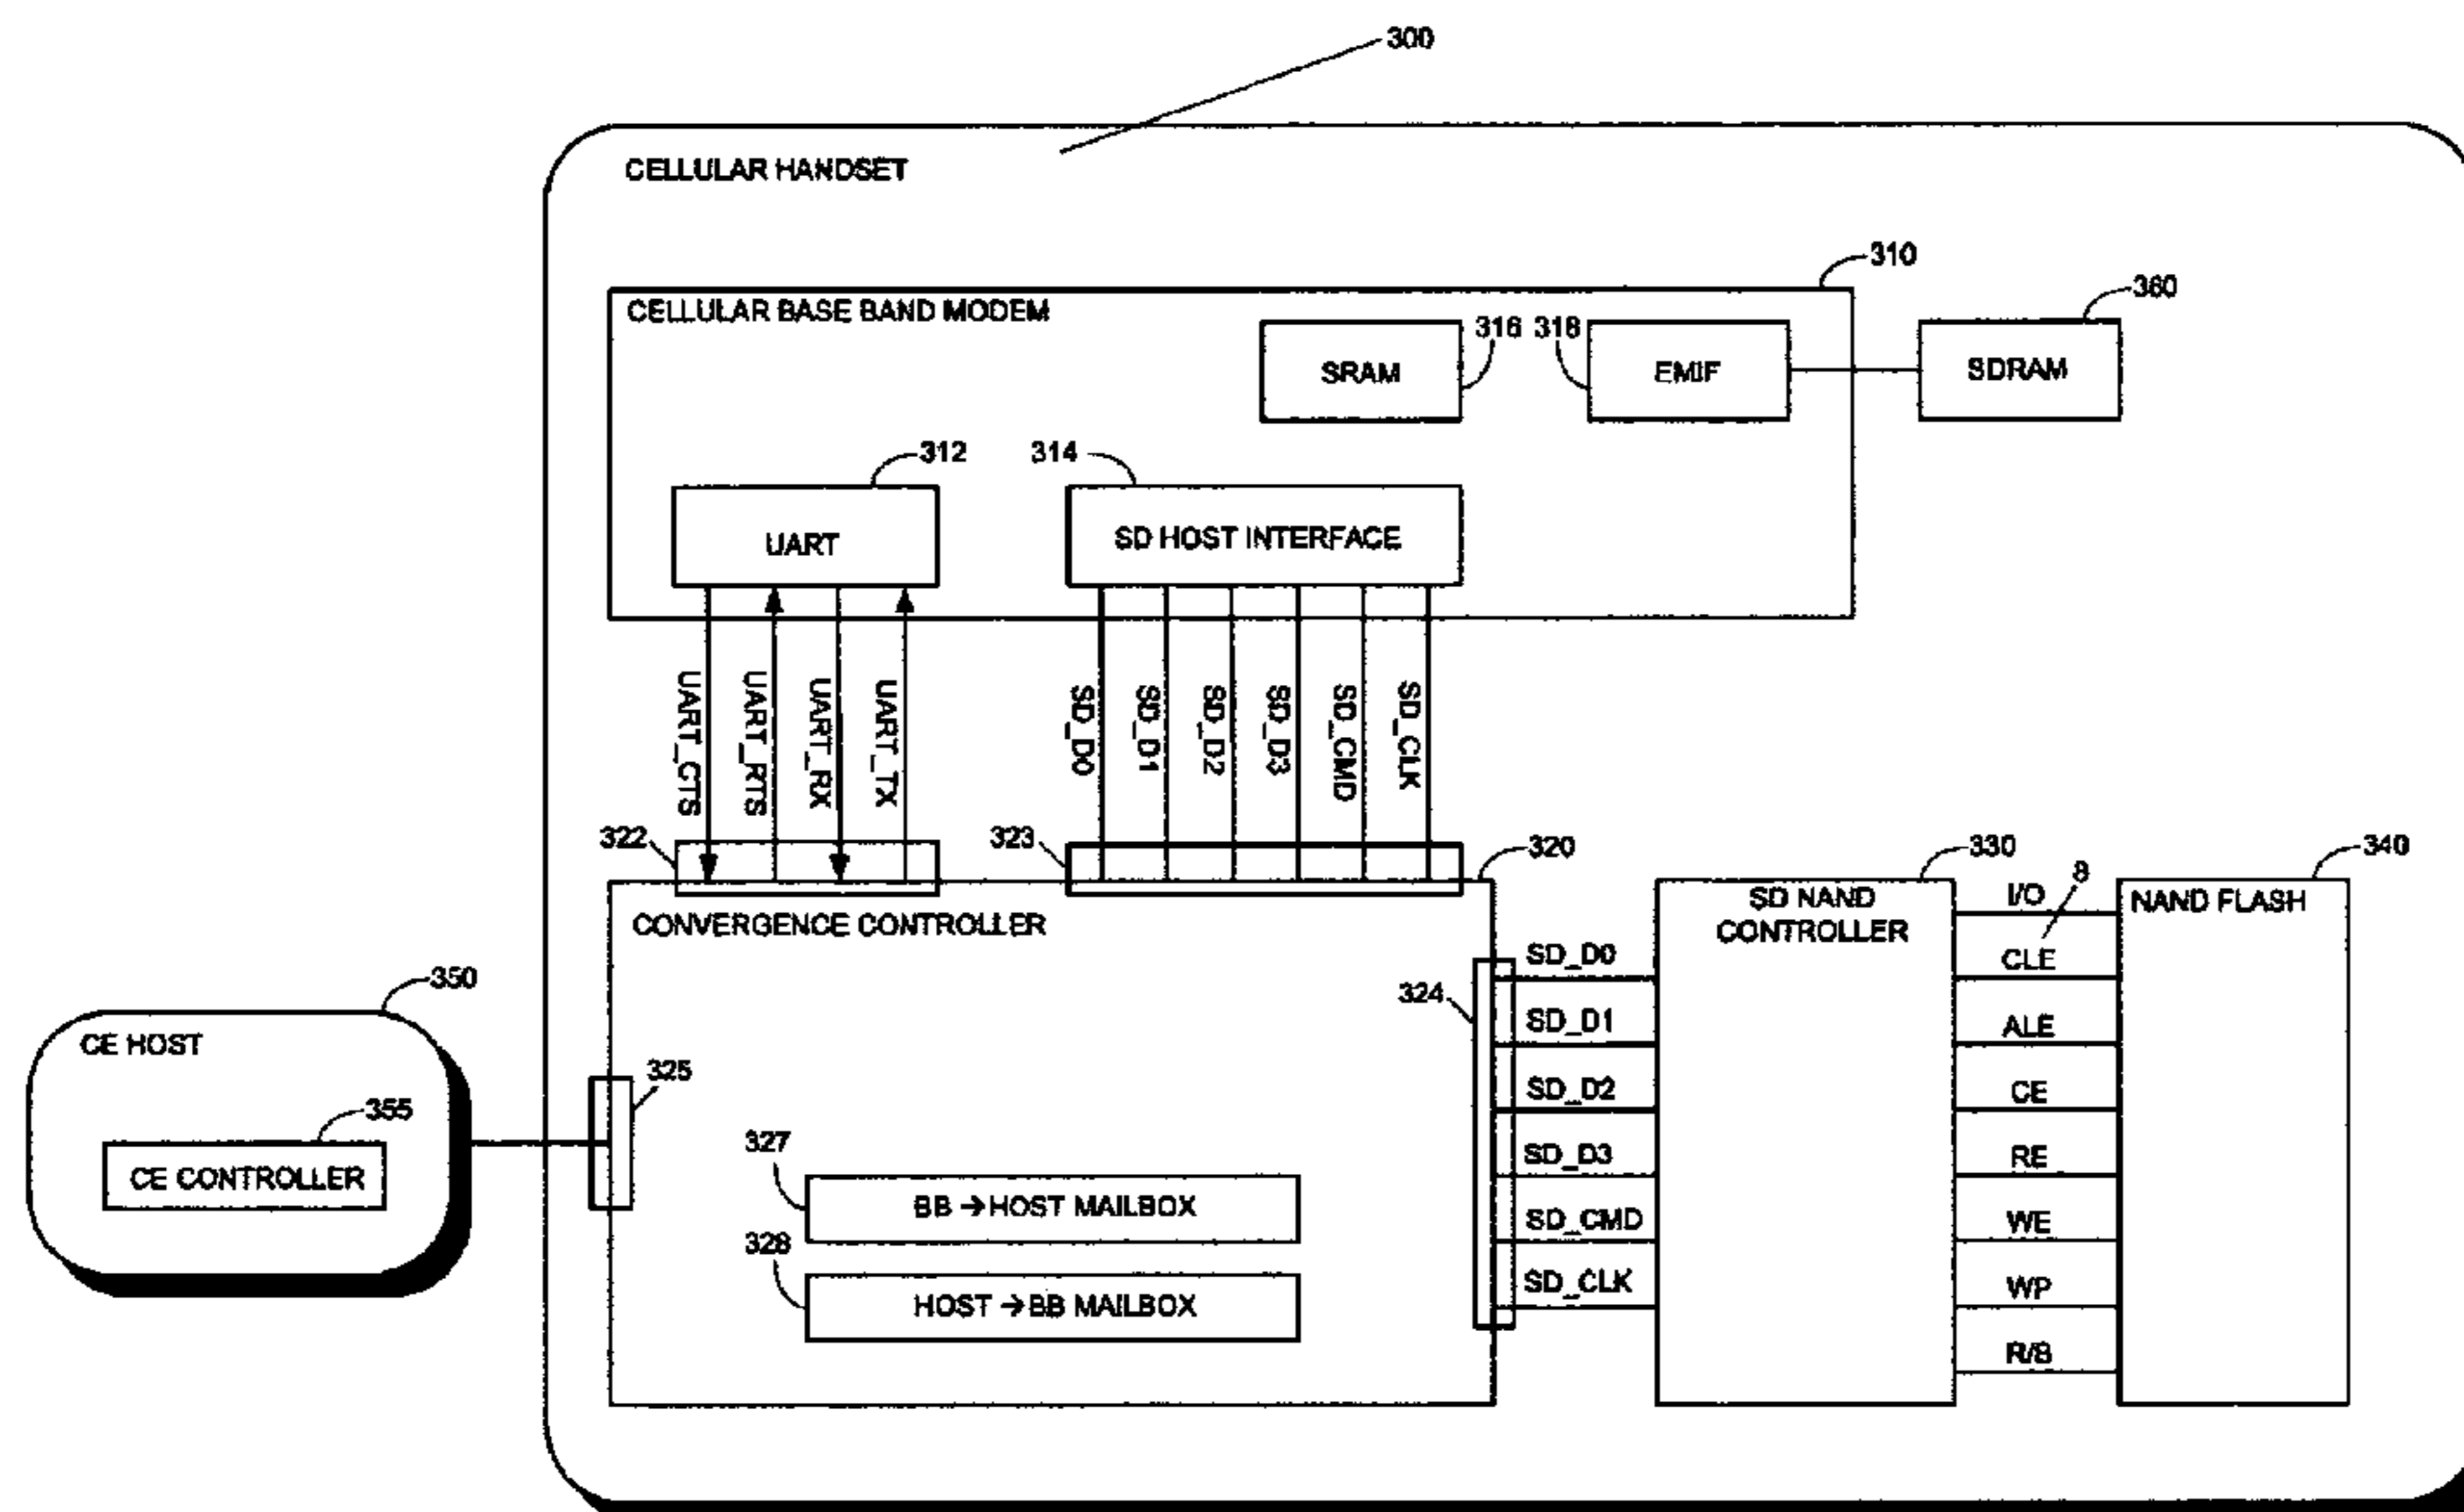 300
CELLULAR HANDSET
310
CELLULAR BASE BAND MODEM
360
316
318
SRAM
EMIF
SDRAM
312
314
UART
SD HOST INTERFACE
UART_CTS
UART_RTS
UART_RX
UART_TX
SD_D0
SD_D1
SD_D2
SD_D3
SD_CMD
SD_CLK
322
323
320
330
340
CONVERGENCE CONTROLLER
SD NAND
CONTROLLER
I/O
8
NAND FLASH
SD_D0
CLE
350
324
SD_D1
ALE
CE HOST
325
SD_D2
CE
355
327
SD_D3
RE
CE CONTROLLER
BB →HOST MAILBOX
SD_CMD
WE
328
SD_CLK
WP
HOST →BB MAILBOX
R/B